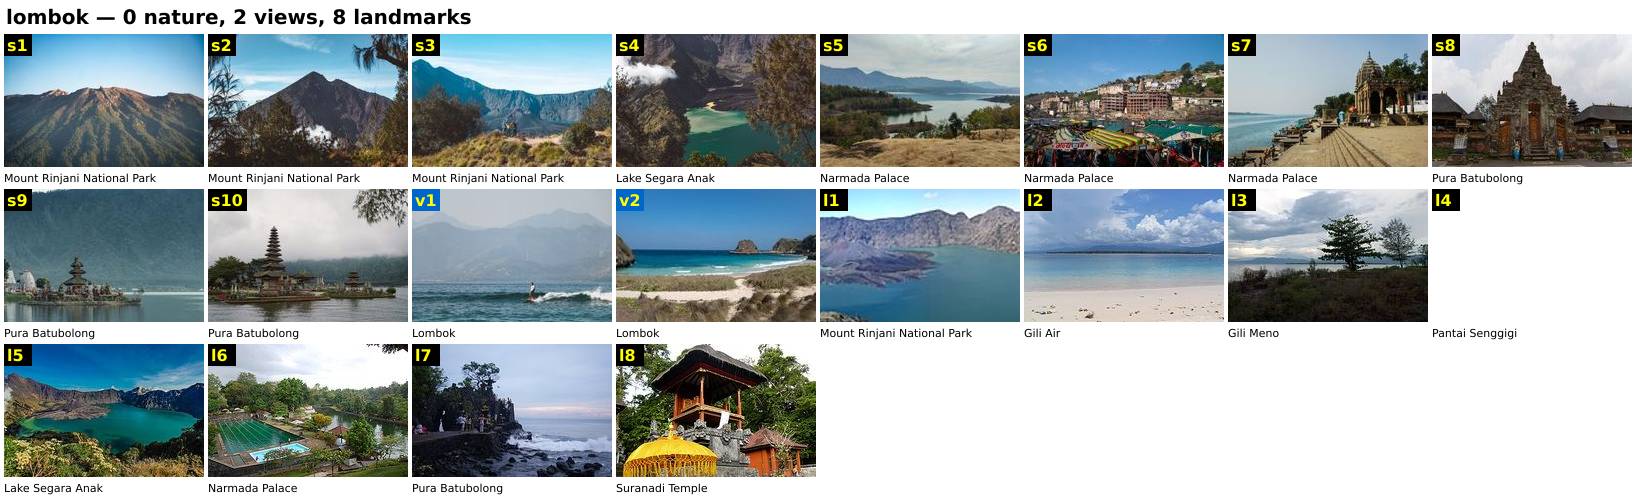 lombok — 0 nature, 2 views, 8 landmarks
s1 s2 s3 s4 s5 s6 s7 s8
Mount Rinjani National Park Mount Rinjani National Park Mount Rinjani National Park Lake Segara Anak Narmada Palace Narmada Palace Narmada Palace Pura Batubolong
s9 s10 v1 v2 l1 l2 l3 l4
Pura Batubolong Pura Batubolong Lombok Lombok Mount Rinjani National Park Gili Air Gili Meno Pantai Senggigi
l5 l6 l7 l8
Lake Segara Anak Narmada Palace Pura Batubolong Suranadi Temple